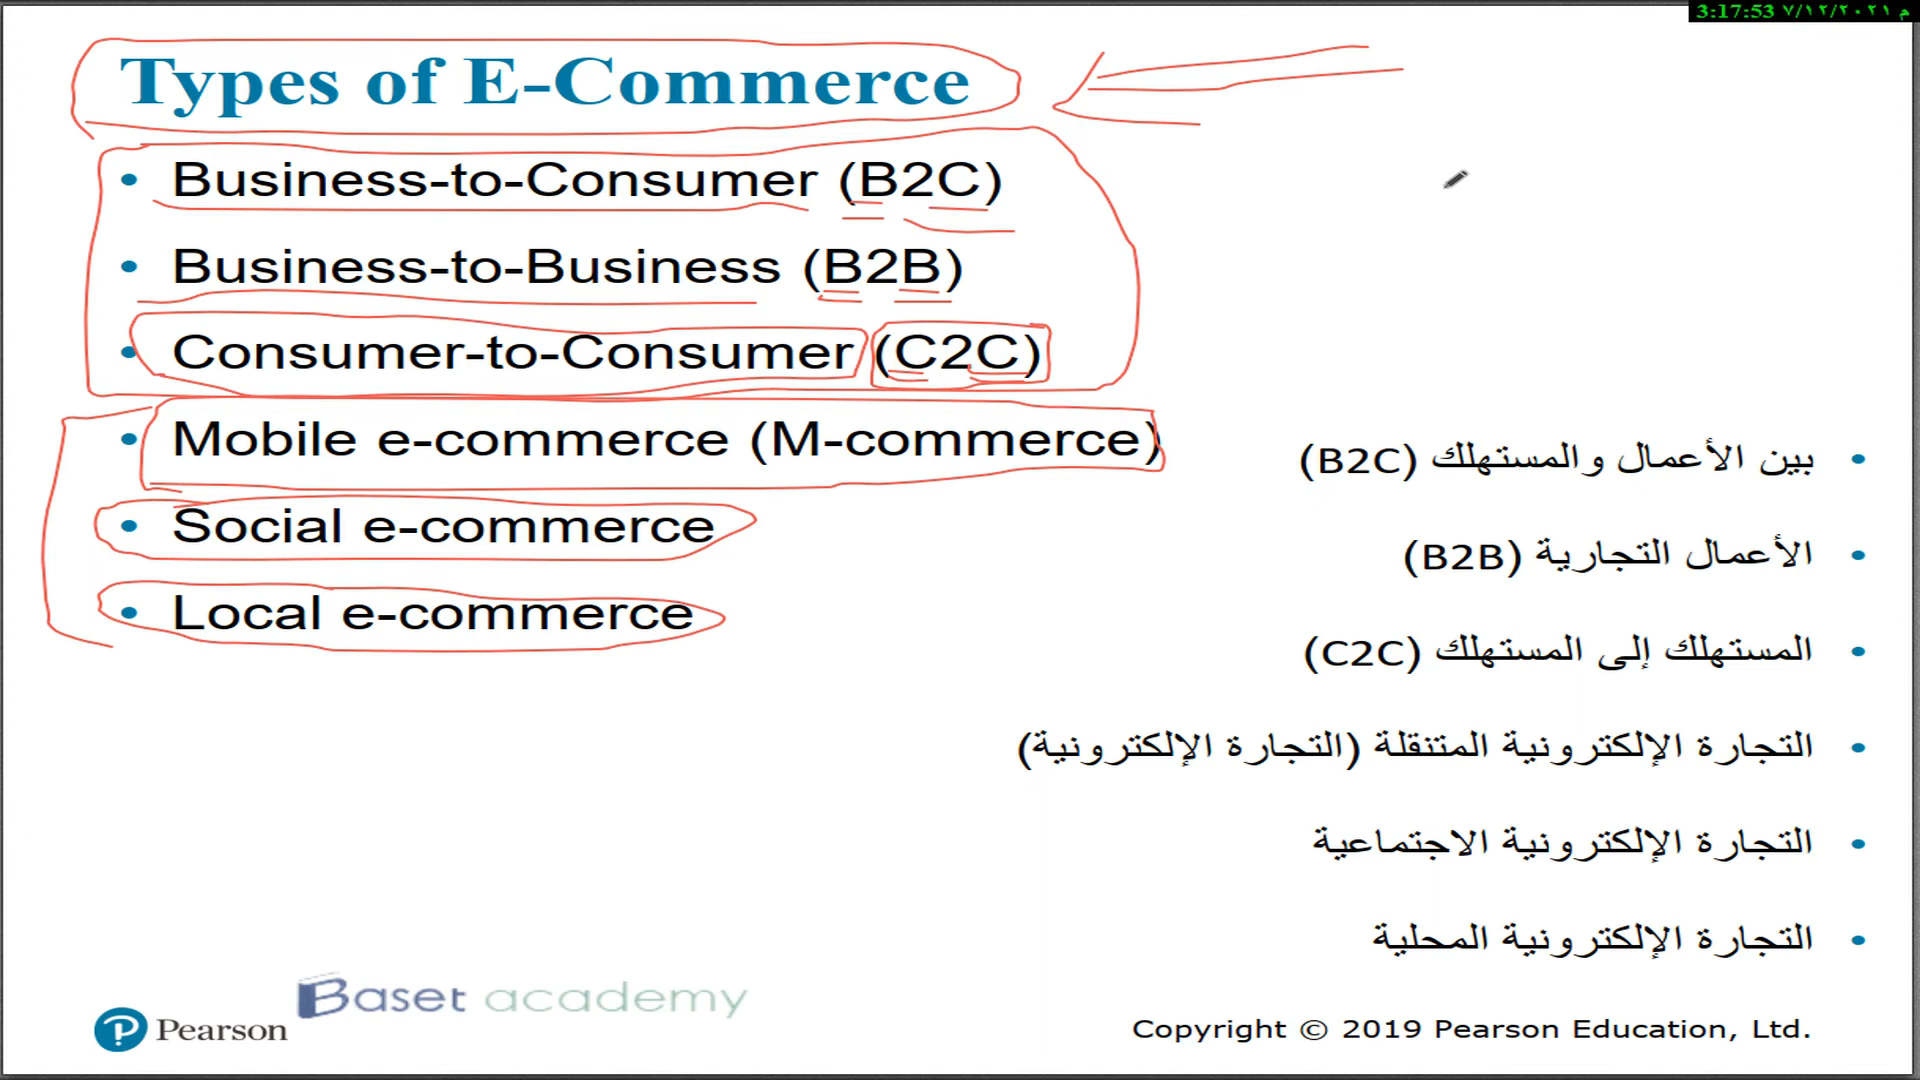 3:17:53 م ٧/١٢/٢٠٢١
Types of E-Commerce
• Business-to-Consumer (B2C)
• Business-to-Business (B2B)
• Consumer-to-Consumer (C2C)
• Mobile e-commerce (M-commerce)
• Social e-commerce
• Local e-commerce
• بين الأعمال والمستهلك (B2C)
• الأعمال التجارية (B2B)
• المستهلك إلى المستهلك (C2C)
• التجارة الإلكترونية المتنقلة (التجارة الإلكترونية)
• التجارة الإلكترونية الاجتماعية
• التجارة الإلكترونية المحلية
Baset academy
Pearson
Copyright © 2019 Pearson Education, Ltd.